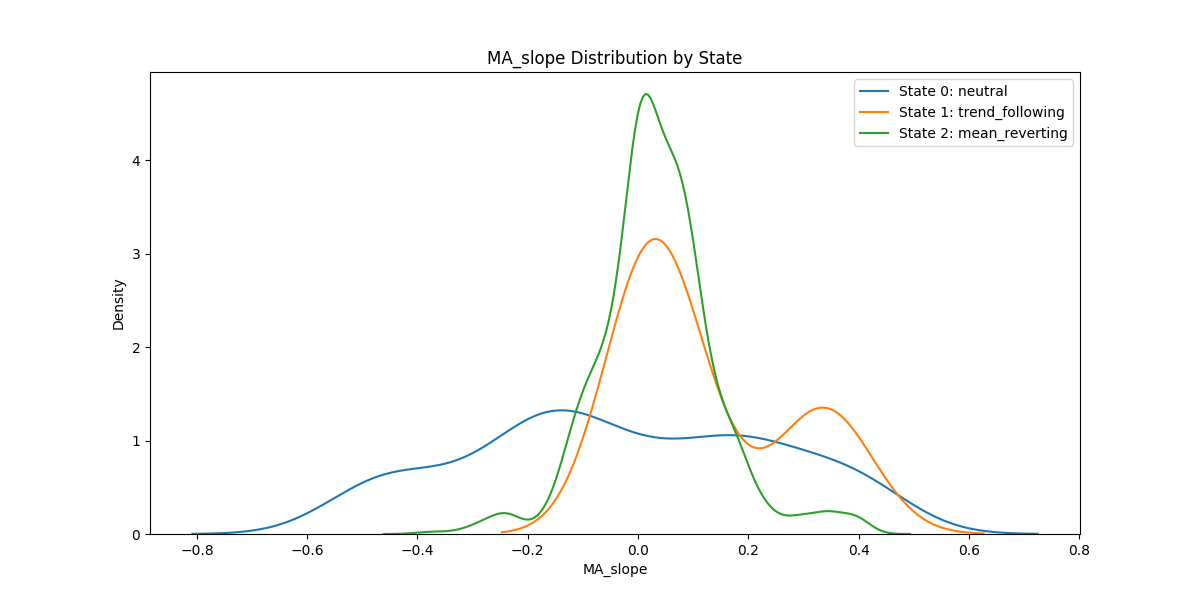 MA_slope Distribution by State
State 0: neutral
State 1: trend_following
State 2: mean_reverting
Density
4
3
2
1
0
−0.8 −0.6 −0.4 −0.2 0.0 0.2 0.4 0.6 0.8
MA_slope